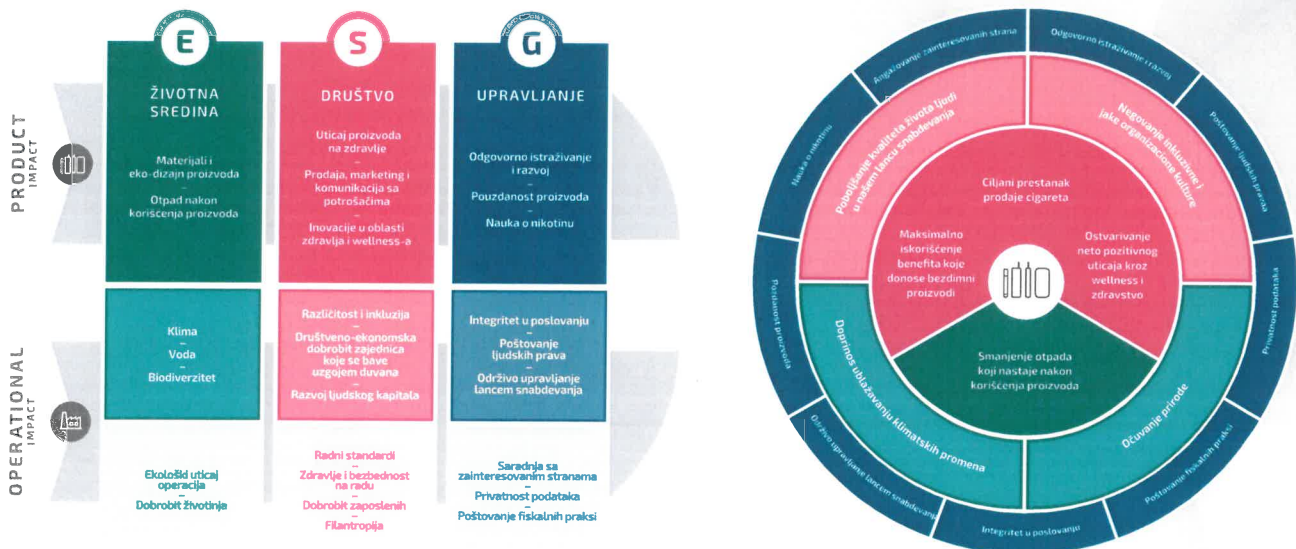 E
ŽIVOTNA
SREDINA
Materijali i
eko-dizajn proizvoda
–
Otpad nakon
korišćenja proizvoda
S
DRUŠTVO
Uticaj proizvoda
na zdravlje
–
Prodaja, marketing i
komunikacija sa
potrošačima
–
Inovacije u oblasti
zdravlja i wellness-a
G
UPRAVLJANJE
Odgovorno istraživanje
i razvoj
–
Pouzdanost proizvoda
–
Nauka o nikotinu
PRODUCT
IMPACT
Klima
–
Voda
–
Biodiverzitet
Različitost i inkluzija
–
Društveno-ekonomska
dobrobit zajednica
koje se bave
uzgojem duvana
–
Razvoj ljudskog kapitala
Integritet u poslovanju
–
Poštovanje
ljudskih prava
–
Održivo upravljanje
lancem snabdevanja
OPERATIONAL
IMPACT
Ekološki uticaj
operacija
–
Dobrobit životinja
Radni standardi
–
Zdravlje i bezbednost
na radu
–
Dobrobit zaposlenih
–
Filantropija
Saradnja sa
zainteresovanim stranama
–
Privatnost podataka
–
Poštovanje fiskalnih praksi
Angažovanje zainteresovanih strana
Odgovorno istraživanje i razvoj
Poštovanje ljudskih prava
Privatnost podataka
Poštovanje fiskalnih praksi
Integritet u poslovanju
Održivo upravljanje lancem snabdevanja
Pozdanost proizvoda
Nauka o nikotinu
Poboljšanje kvaliteta života ljudi
u našem lancu snabdevanja
Negovanje inkluzivne i
jake organizacione kulture
Očuvanje prirode
Doprinos ublažavanju klimatskih promena
Ciljani prestanak
prodaje cigareta
Maksimalno
iskorišćenje
benefita koje
donose bezdimni
proizvodi
Ostvarivanje
neto pozitivnog
uticaja kroz
wellness i
zdravstvo
Smanjenje otpada
koji nastaje nakon
korišćenja proizvoda